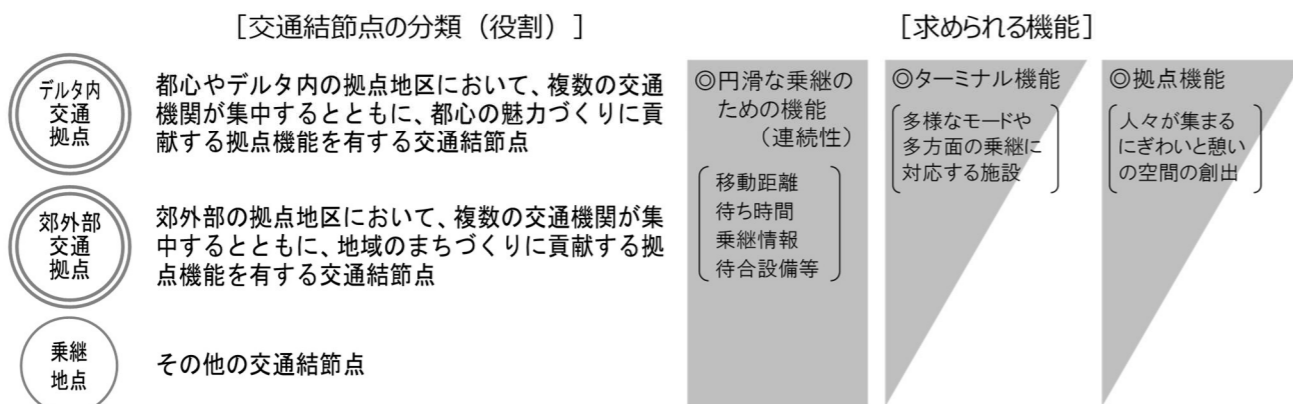 [交通結節点の分類（役割）]
デルタ内
交通
拠点
都心やデルタ内の拠点地区において、複数の交通
機関が集中するとともに、都心の魅力づくりに貢
献する拠点機能を有する交通結節点
郊外部
交通
拠点
郊外部の拠点地区において、複数の交通機関が集
中するとともに、地域のまちづくりに貢献する拠
点機能を有する交通結節点
乗継
地点
その他の交通結節点
[求められる機能]
◎円滑な乗継の
ための機能
（連続性）
移動距離
待ち時間
乗継情報
待合設備等
◎ターミナル機能
多様なモードや
多方面の乗継に
対応する施設
◎拠点機能
人々が集まる
にぎわいと憩い
の空間の創出